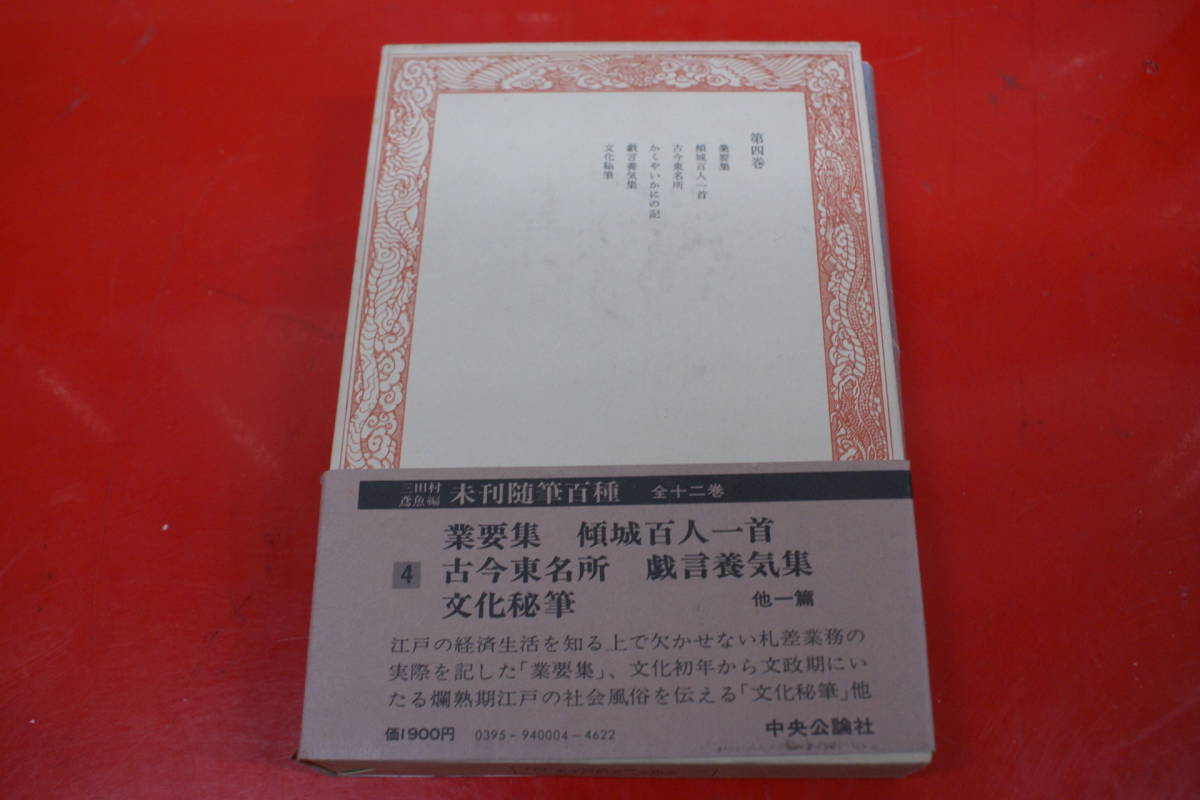 第四巻
業要集
傾城百人一首
古今東名所
かくやいかにの記
戯言養気集
文化秘筆
三田村
鳶魚編 未刊随筆百種 全十二巻
業要集 傾城百人一首
4 古今東名所 戯言養気集
文化秘筆 他一篇
江戸の経済生活を知る上で欠かせない札差業務の
実際を記した「業要集」、文化初年から文政期にい
たる爛熟期江戸の社会風俗を伝える「文化秘筆」他
価1900円 0395-940004-4622 中央公論社